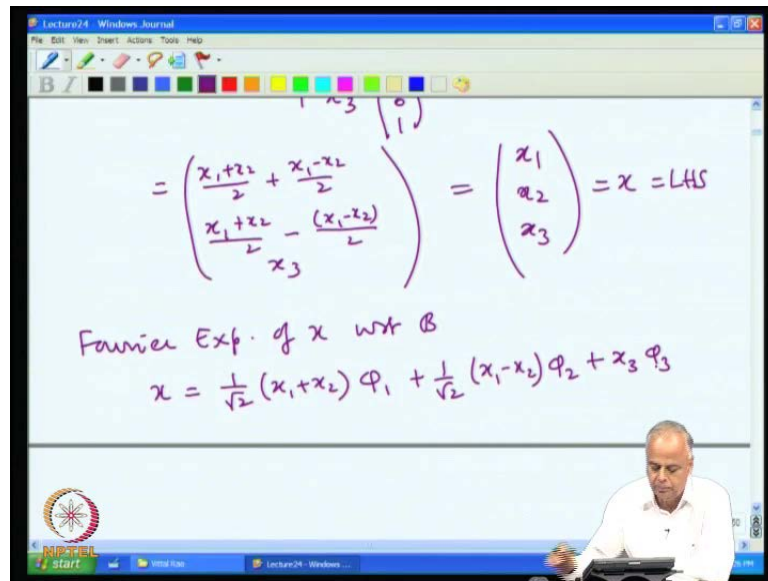 Lecture24 - Windows Journal
File Edit View Insert Actions Tools Help
B I
+ x3 (0 1)
= ( (x1+x2)/2 + (x1-x2)/2 ) = ( x1 ) = x = LHS
( (x1+x2)/2 - (x1-x2)/2 ) ( x2 )
( x3 ) ( x3 )
Fourier Exp. of x wrt B
x = 1/√2 (x1+x2) φ1 + 1/√2 (x1-x2) φ2 + x3 φ3
NPTEL
start Vittal Rao Lecture24 - Windows ...